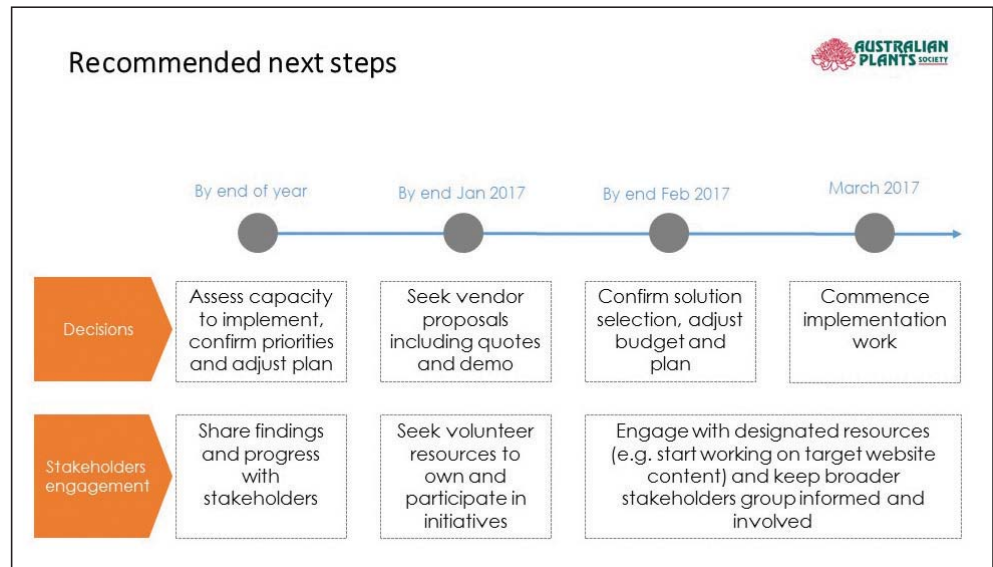 Recommended next steps
AUSTRALIAN
PLANTS SOCIETY
By end of year
By end Jan 2017
By end Feb 2017
March 2017
Decisions
Assess capacity
to implement,
confirm priorities
and adjust plan
Seek vendor
proposals
including quotes
and demo
Confirm solution
selection, adjust
budget and
plan
Commence
implementation
work
Stakeholders
engagement
Share findings
and progress
with
stakeholders
Seek volunteer
resources to
own and
participate in
initiatives
Engage with designated resources
(e.g. start working on target website
content) and keep broader
stakeholders group informed and
involved